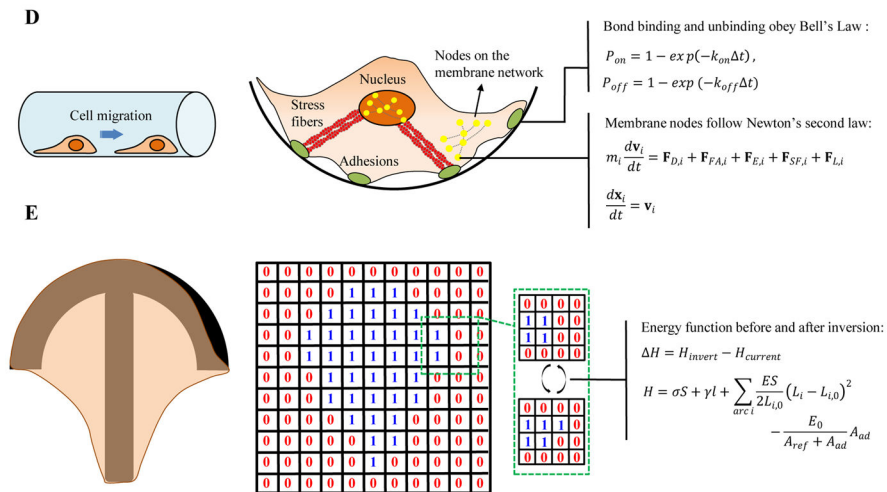 D
Cell migration
Nucleus
Stress
fibers
Adhesions
Nodes on the
membrane network
Bond binding and unbinding obey Bell's Law :
P_on = 1 − exp(−k_onΔt) ,
P_off = 1 − exp (−k_offΔt)
Membrane nodes follow Newton's second law:
m_i dv_i/dt = F_D,i + F_FA,i + F_E,i + F_SF,i + F_L,i
dx_i/dt = v_i
E
0 0 0 0 0 0 0 0 0 0 0
0 0 0 0 1 1 1 0 0 0 0
0 0 0 1 1 1 1 1 0 0 0
0 0 1 1 1 1 1 1 1 0 0
0 0 1 1 1 1 1 1 1 0 0
0 0 0 1 1 1 1 1 0 0 0
0 0 0 1 1 1 1 1 0 0 0
0 0 0 0 1 1 1 0 0 0 0
0 0 0 0 0 1 1 0 0 0 0
0 0 0 0 0 1 0 0 0 0 0
0 0 0 0 0 0 0 0 0 0 0
0 0 0 0
1 1 0 0
1 1 0 0
0 0 0 0
0 0 0 0
1 1 1 0
1 1 0 0
0 0 0 0
Energy function before and after inversion:
ΔH = H_invert − H_current
H = σS + γl + ∑_arc i ES/2L_i,0 (L_i − L_i,0)^2
− E_0/(A_ref + A_ad) A_ad